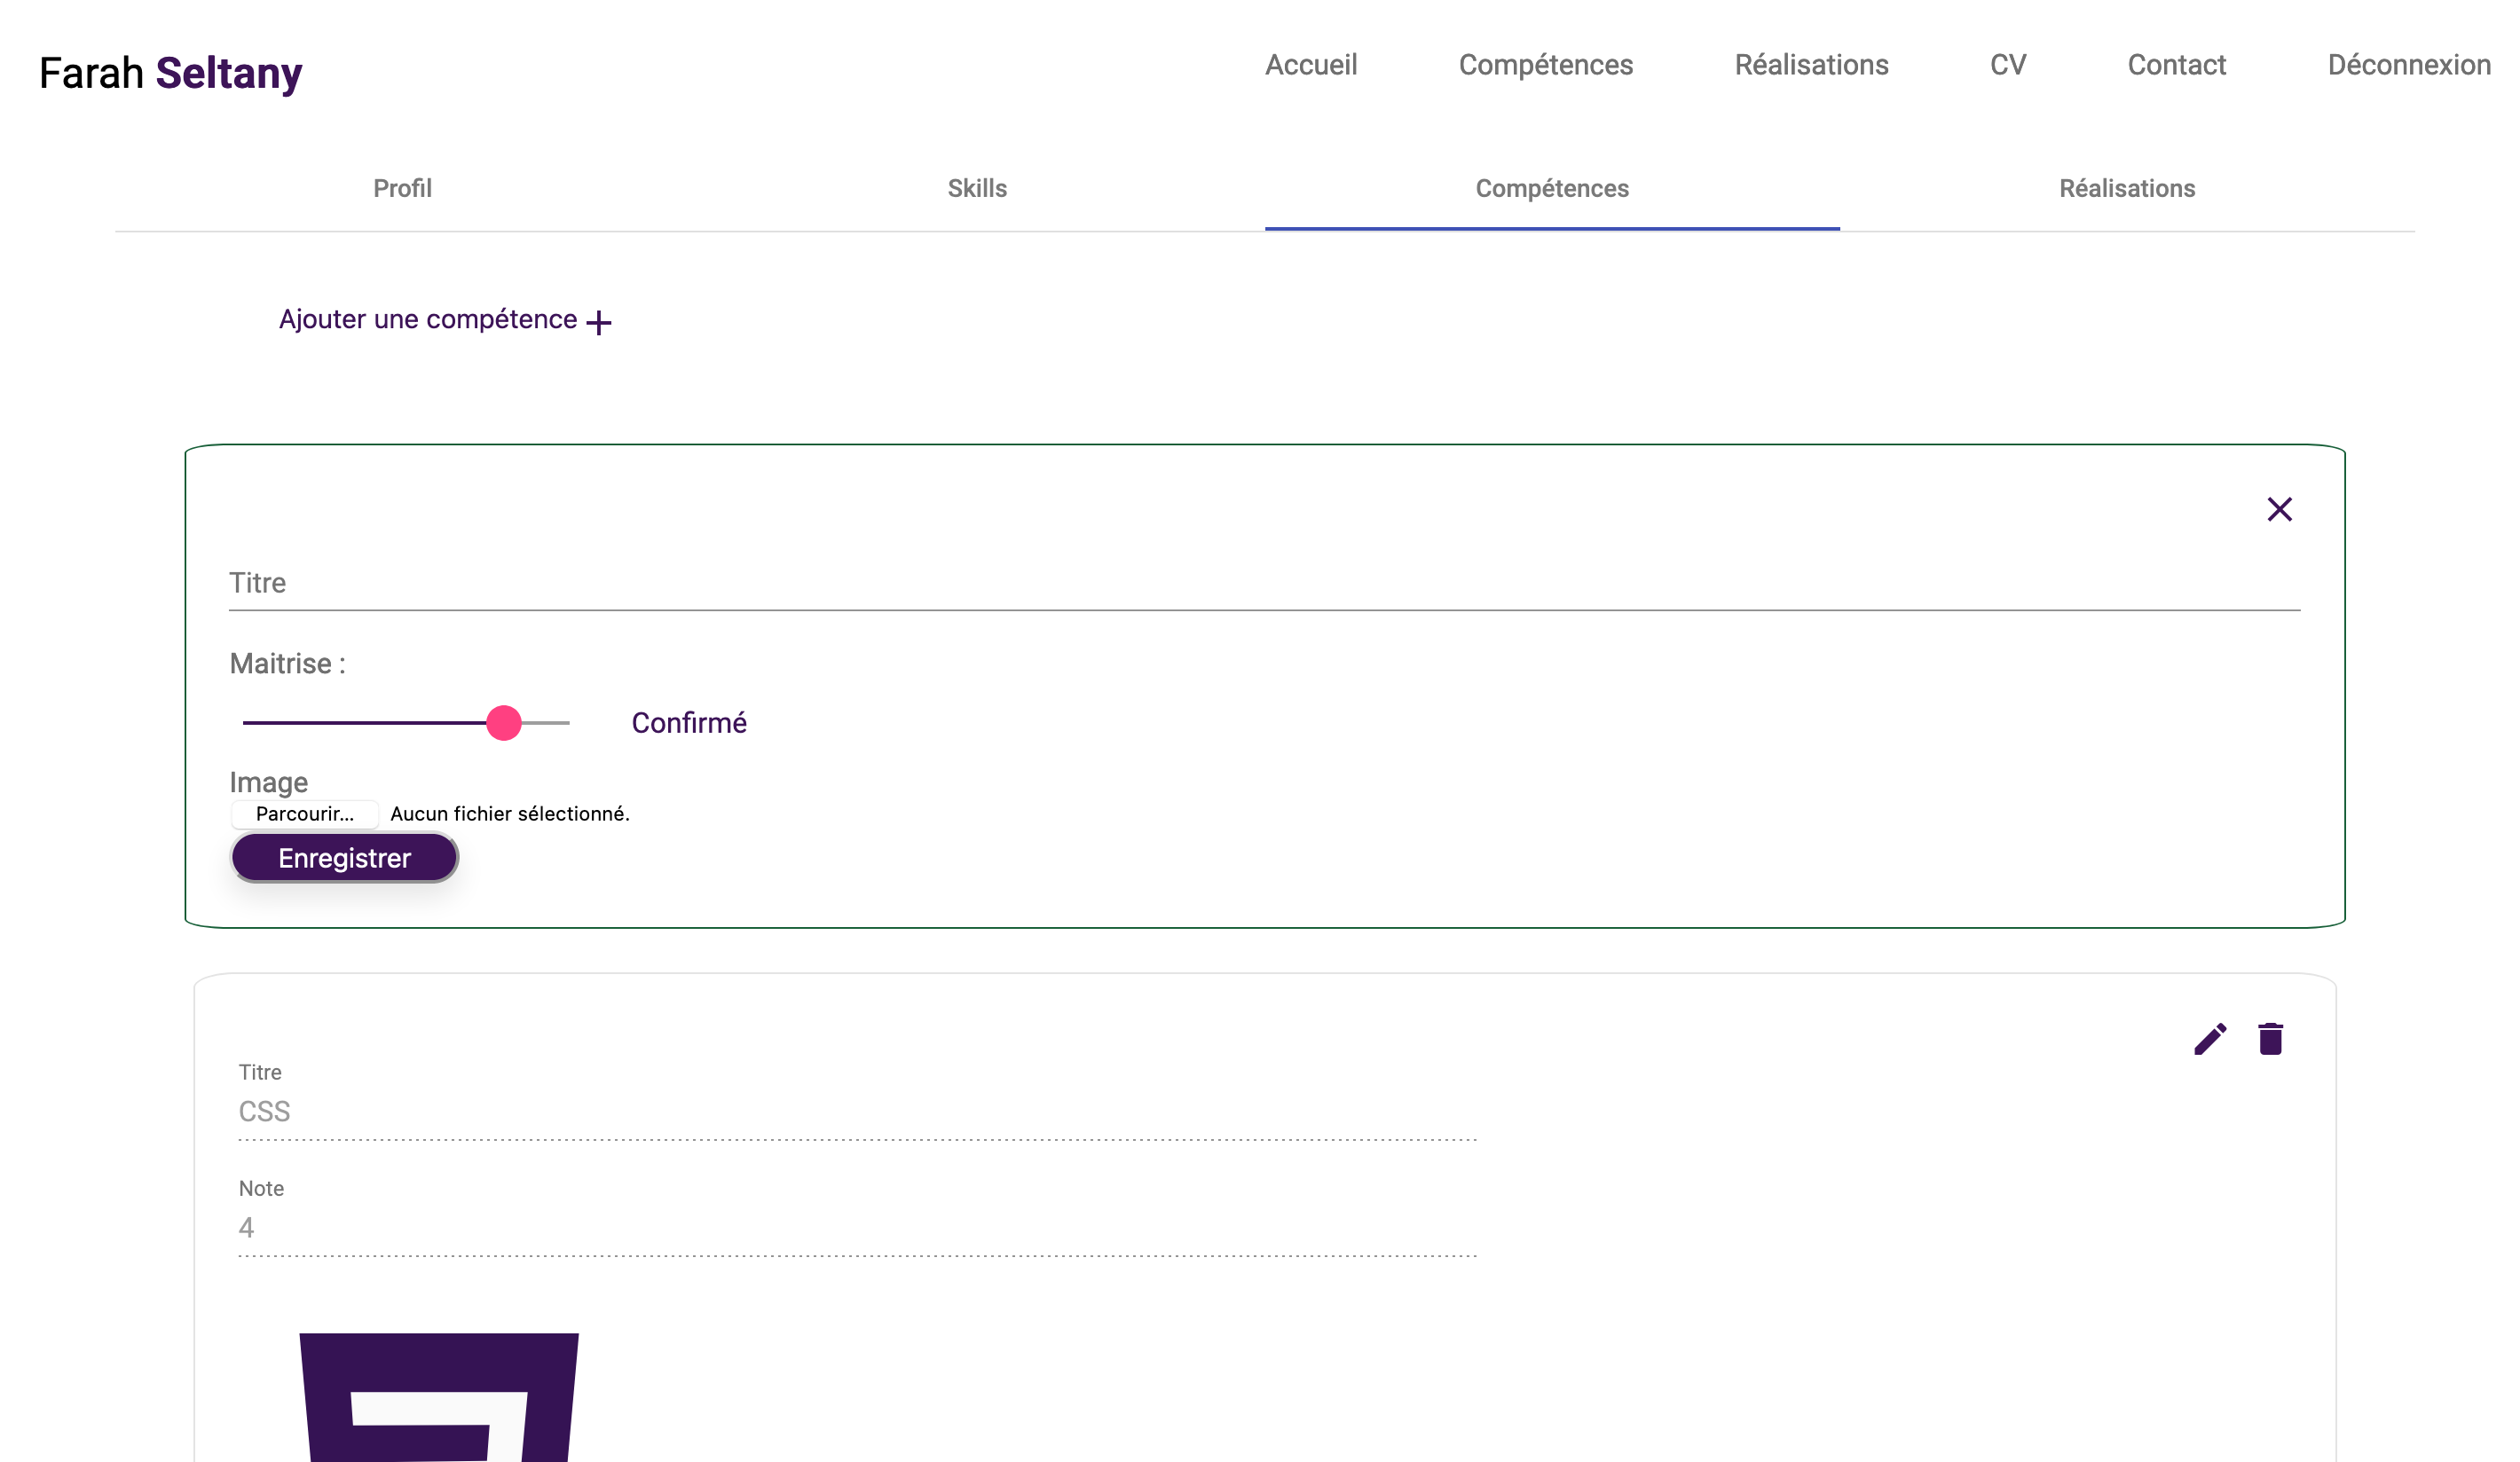 Farah Seltany
Accueil Compétences Réalisations CV Contact Déconnexion
Profil Skills Compétences Réalisations
Ajouter une compétence
Titre
Maitrise :
Confirmé
Image
Parcourir... Aucun fichier sélectionné.
Enregistrer
Titre
CSS
Note
4